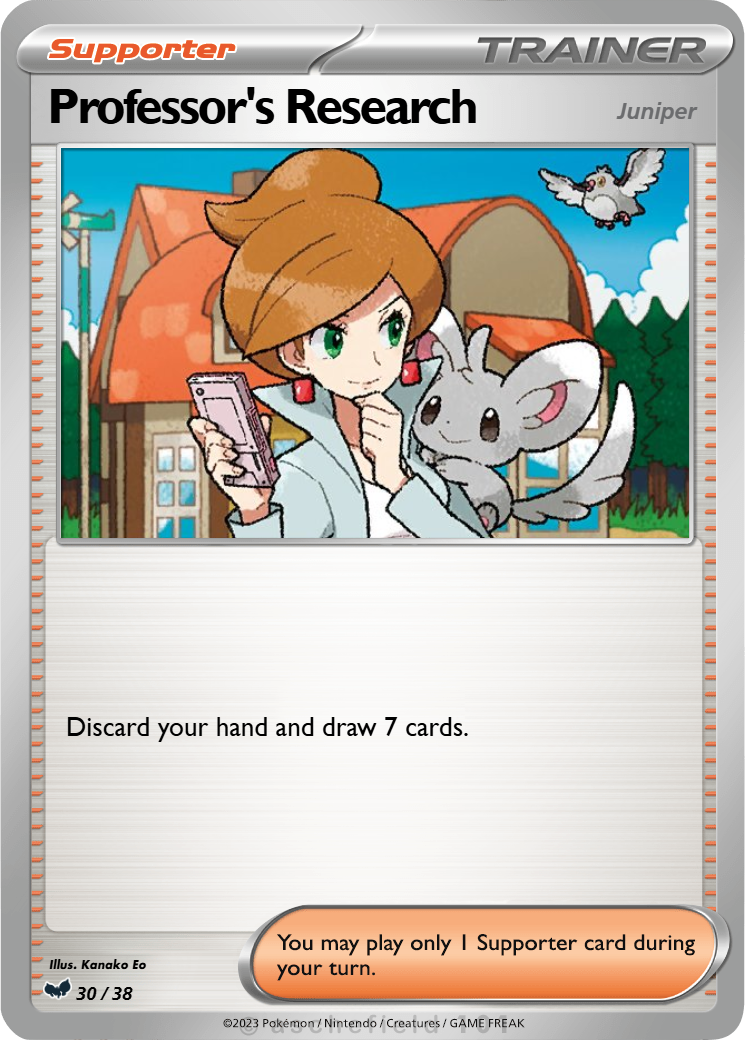 Supporter
TRAINER
Professor's Research
Juniper
Discard your hand and draw 7 cards.
You may play only 1 Supporter card during
your turn.
Illus. Kanako Eo
30 / 38
©2023 Pokémon / Nintendo / Creatures / GAME FREAK